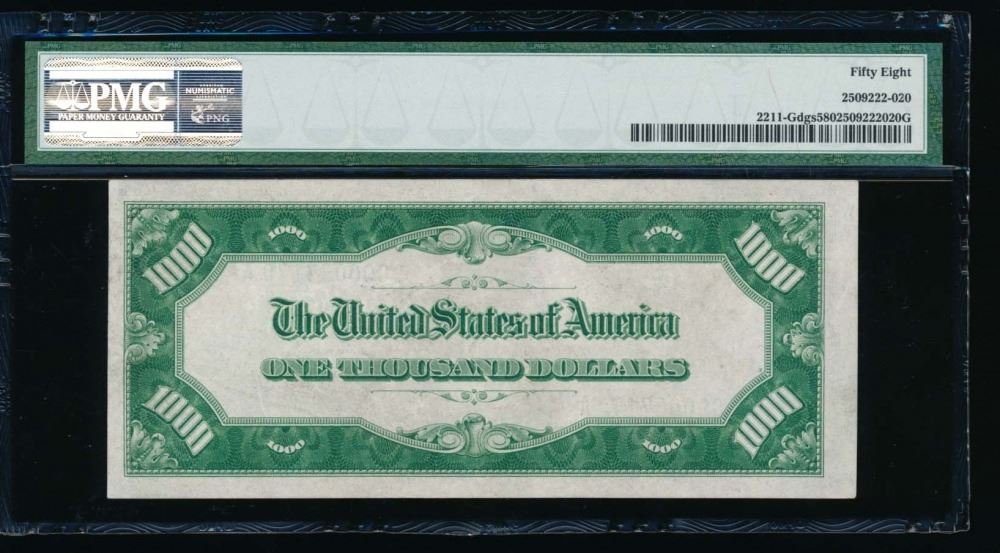 PMG
PAPER MONEY GUARANTY
NUMISMATIC
PNG
Fifty Eight
2509222-020
2211-Gdgs5802509222020G
1000
1000
1000
1000
The United States of America
ONE THOUSAND DOLLARS
1000
1000
1000
1000